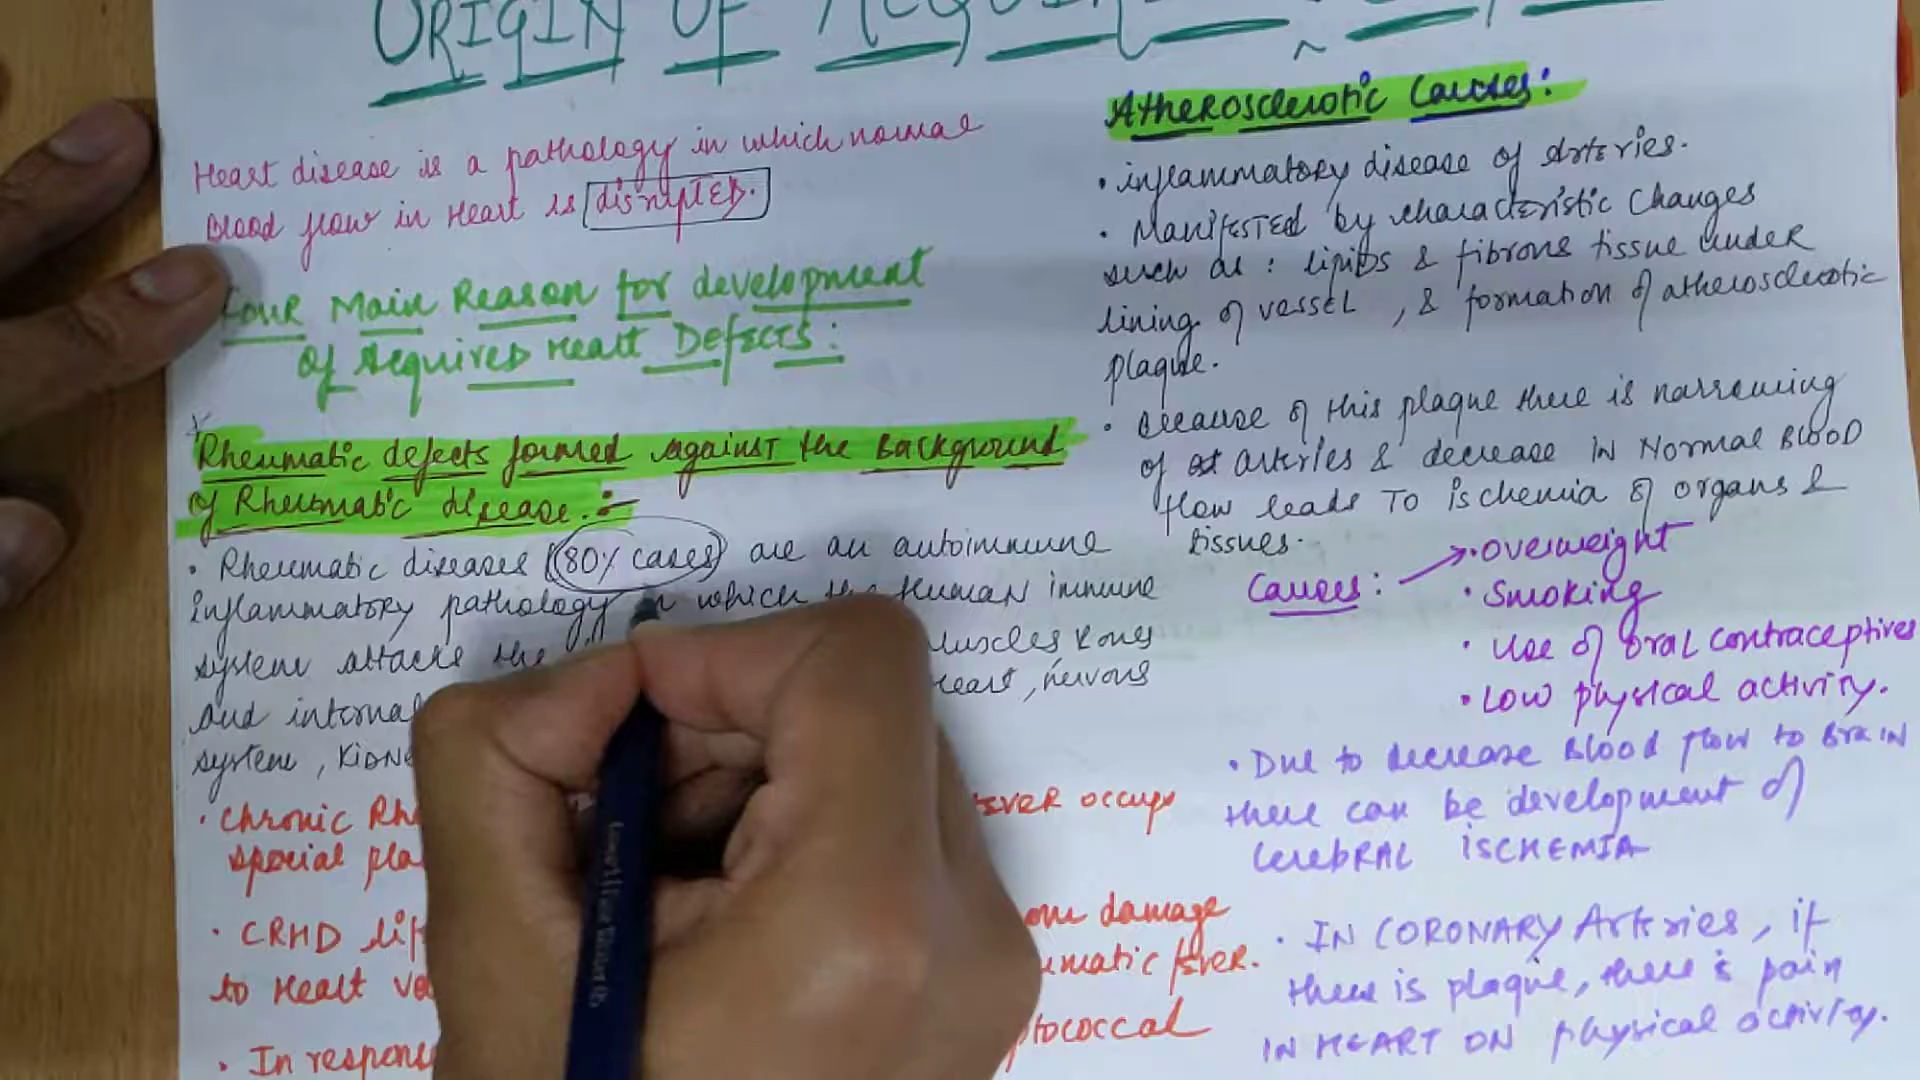 ORIGIN OF
Heart disease is a pathology in which normal
Blood flow in Heart is disrupted.
Four Main Reason for development
of Acquired Heart Defects:
Rheumatic defects formed against the Background
of Rheumatic disease:-
• Rheumatic diseases (80% cases) are an autoimmune
inflammatory pathology in which the Human immune
system attacks the
and internal heart, nervous
system,
• Chronic occups
special
• CRHD damage
to Heart fever.
• In
Atherosclerotic Causes:
• inflammatory disease of Arteries.
• Manifested by characteristic changes
such as: lipids & fibrous tissue under
lining of vessel, & formation of atherosclerotic
plaque.
• Because of this plaque there is narrowing
of arteries & decrease in Normal Blood
flow leads to ischemia of organs &
tissues.
Causes: → • Overweight
• Smoking
• Use of oral contraceptives
• Low physical activity.
• Due to decrease Blood flow to Brain
there can be development of
Cerebral ischemia
• In Coronary Arteries, if
there is plaque, there is pain
in Heart on physical activity.